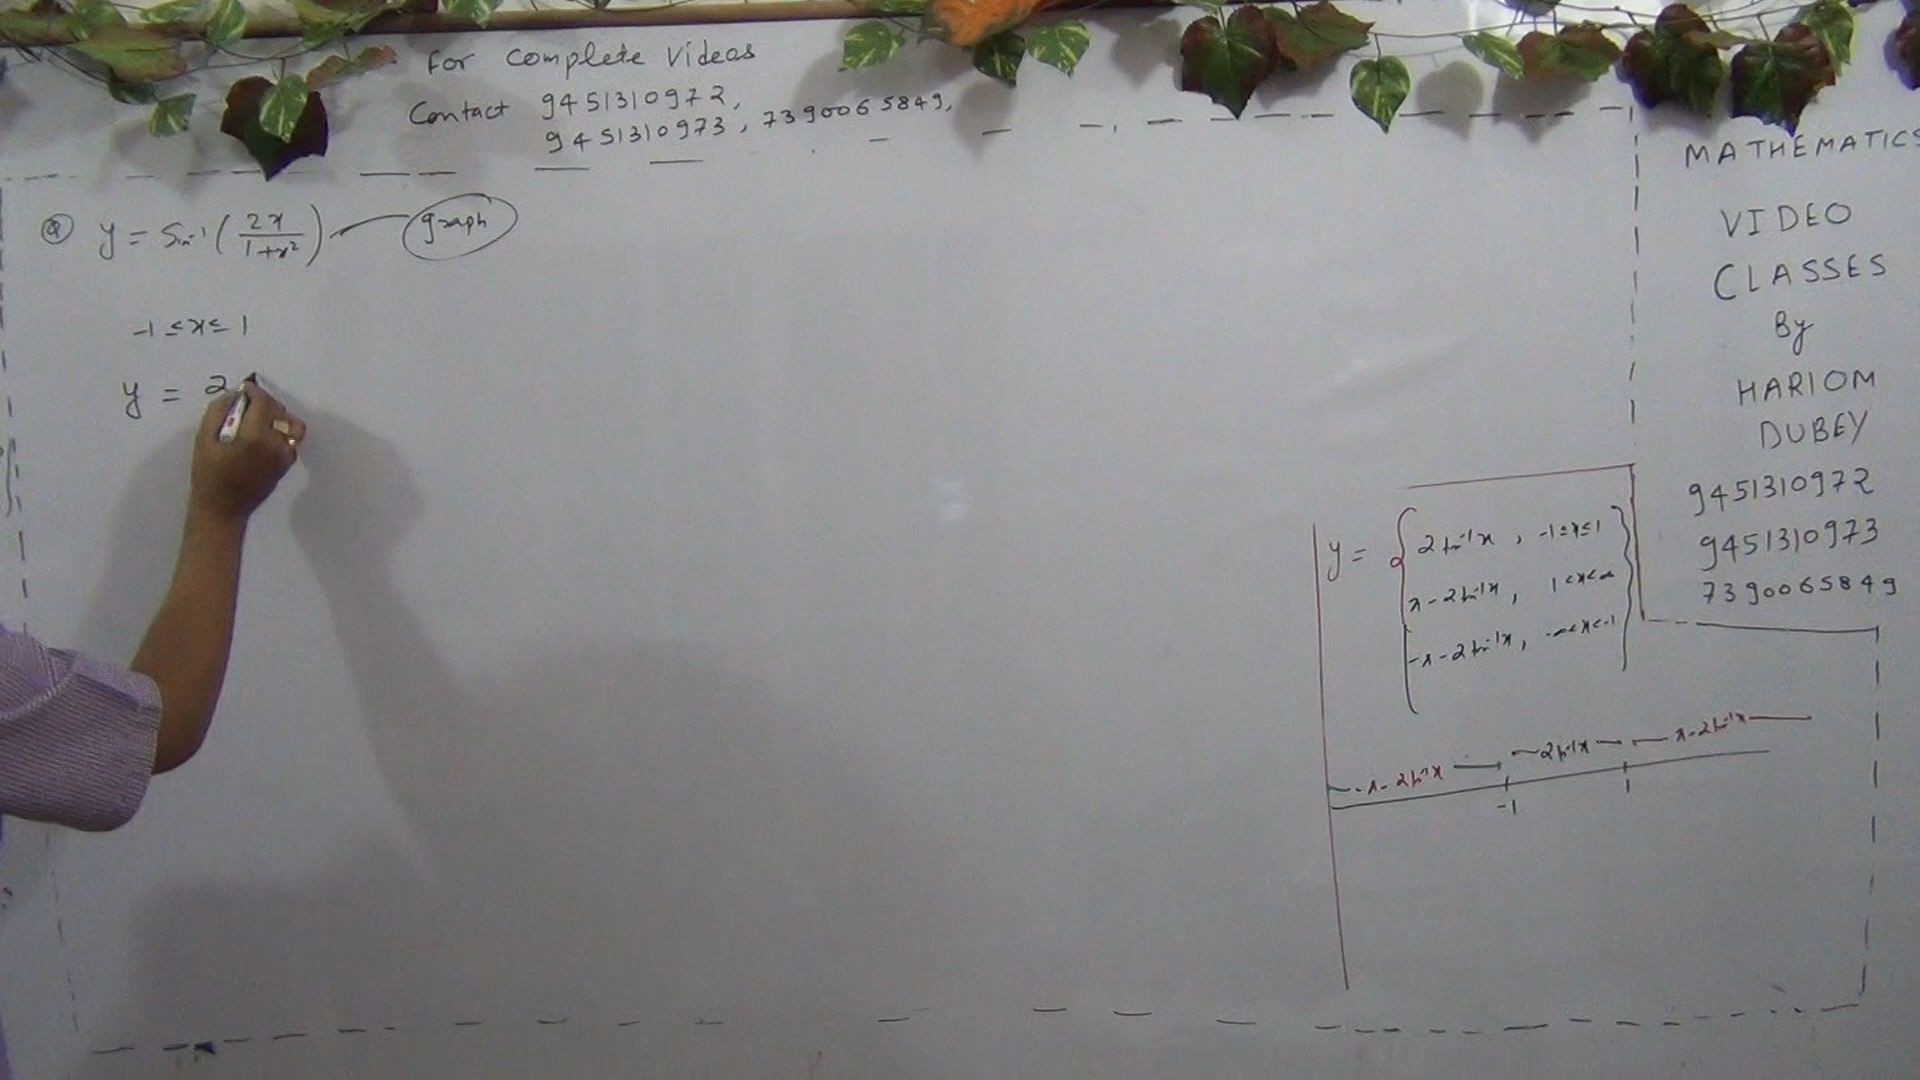 For Complete Videos
Contact 9451310972,
9451310973, 7390065849,
Q y = Sin⁻¹(2x/1+x²) graph
-1 ≤ x ≤ 1
y = 2
MATHEMATICS
VIDEO
CLASSES
By
HARIOM
DUBEY
9451310972
9451310973
7390065849
y = { 2tan⁻¹x , -1≤x≤1
π-2tan⁻¹x , 1<x<∞
-π-2tan⁻¹x , -∞<x<-1 }
-π-2tan⁻¹x 2tan⁻¹x π-2tan⁻¹x
-1 1